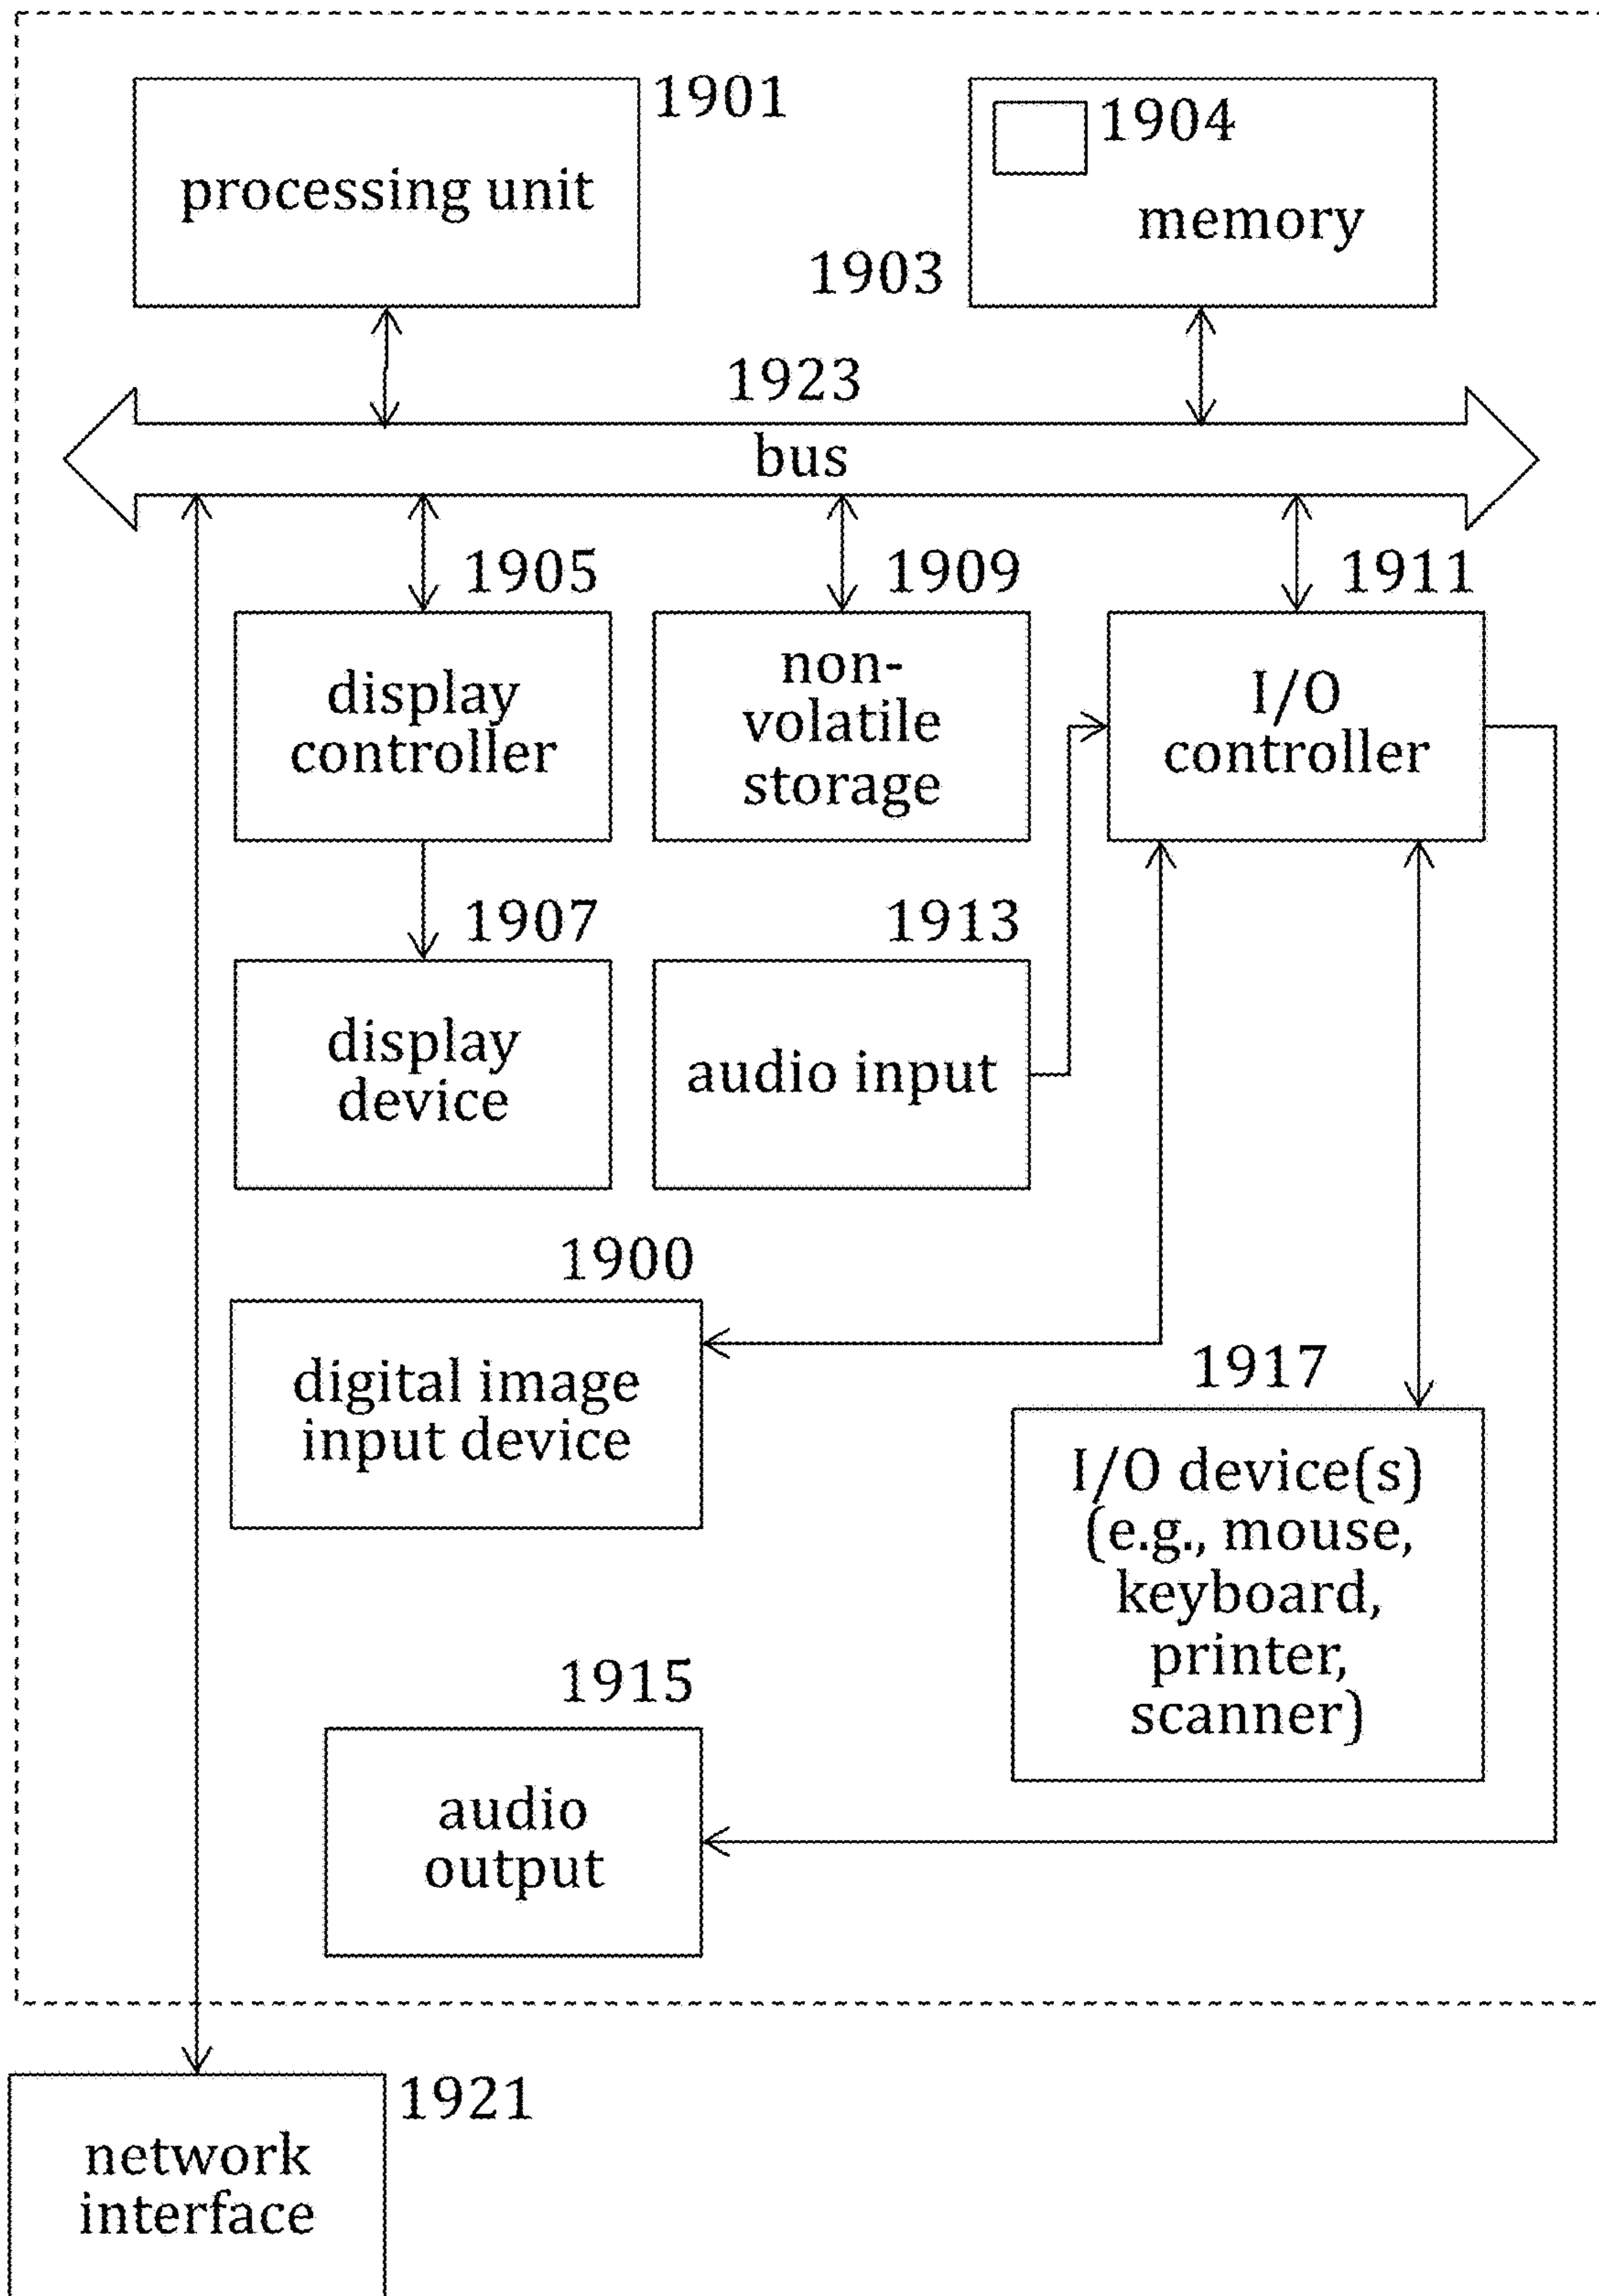 1901
processing unit
1904
memory
1903
1923
bus
1905
display
controller
1909
non-
volatile
storage
1911
I/O
controller
1907
display
device
1913
audio input
1900
digital image
input device
1917
I/O device(s)
(e.g., mouse,
keyboard,
printer,
scanner)
1915
audio
output
1921
network
interface